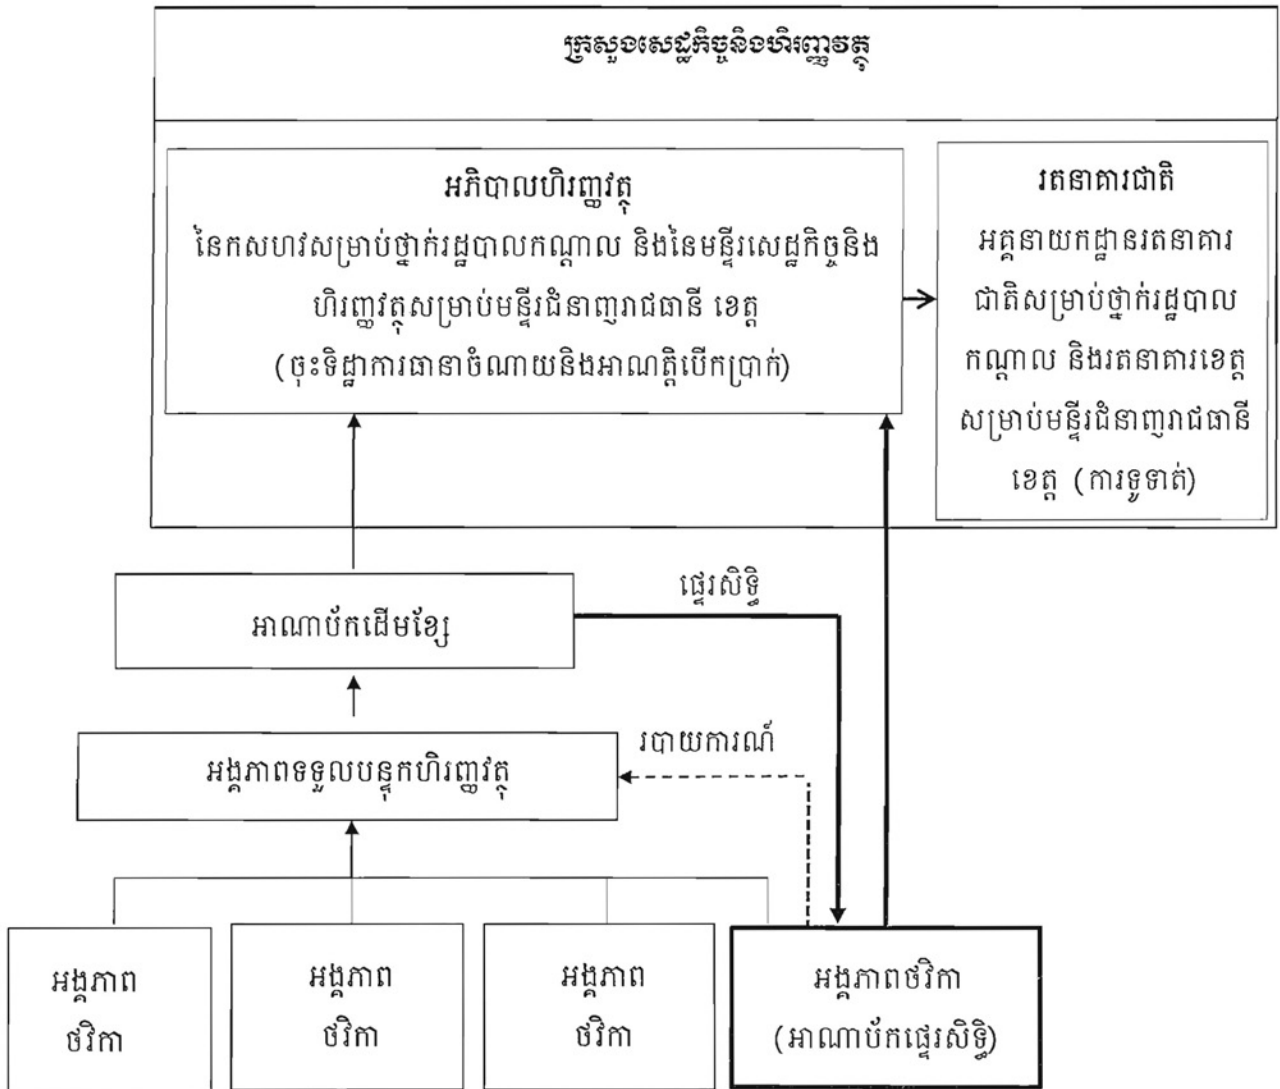 ក្រសួងសេដ្ឋកិច្ចនិងហិរញ្ញវត្ថុ
អភិបាលហិរញ្ញវត្ថុ
នៃកសហវសម្រាប់ថ្នាក់រដ្ឋបាលកណ្តាល និងនៃមន្ទីរសេដ្ឋកិច្ចនិង
ហិរញ្ញវត្ថុសម្រាប់មន្ទីរជំនាញរាជធានី ខេត្ត
(ចុះទិដ្ឋាការធានាចំណាយនិងអាណត្តិបើកប្រាក់)
រតនាគារជាតិ
អគ្គនាយកដ្ឋានរតនាគារ
ជាតិសម្រាប់ថ្នាក់រដ្ឋបាល
កណ្តាល និងរតនាគារខេត្ត
សម្រាប់មន្ទីរជំនាញរាជធានី
ខេត្ត (ការទូទាត់)
អាណាប័កដើមខ្សែ
ផ្ទេរសិទ្ធិ
អង្គភាពទទួលបន្ទុកហិរញ្ញវត្ថុ
របាយការណ៍
អង្គភាព
ថវិកា
អង្គភាព
ថវិកា
អង្គភាព
ថវិកា
អង្គភាពថវិកា
(អាណាប័កផ្ទេរសិទ្ធិ)